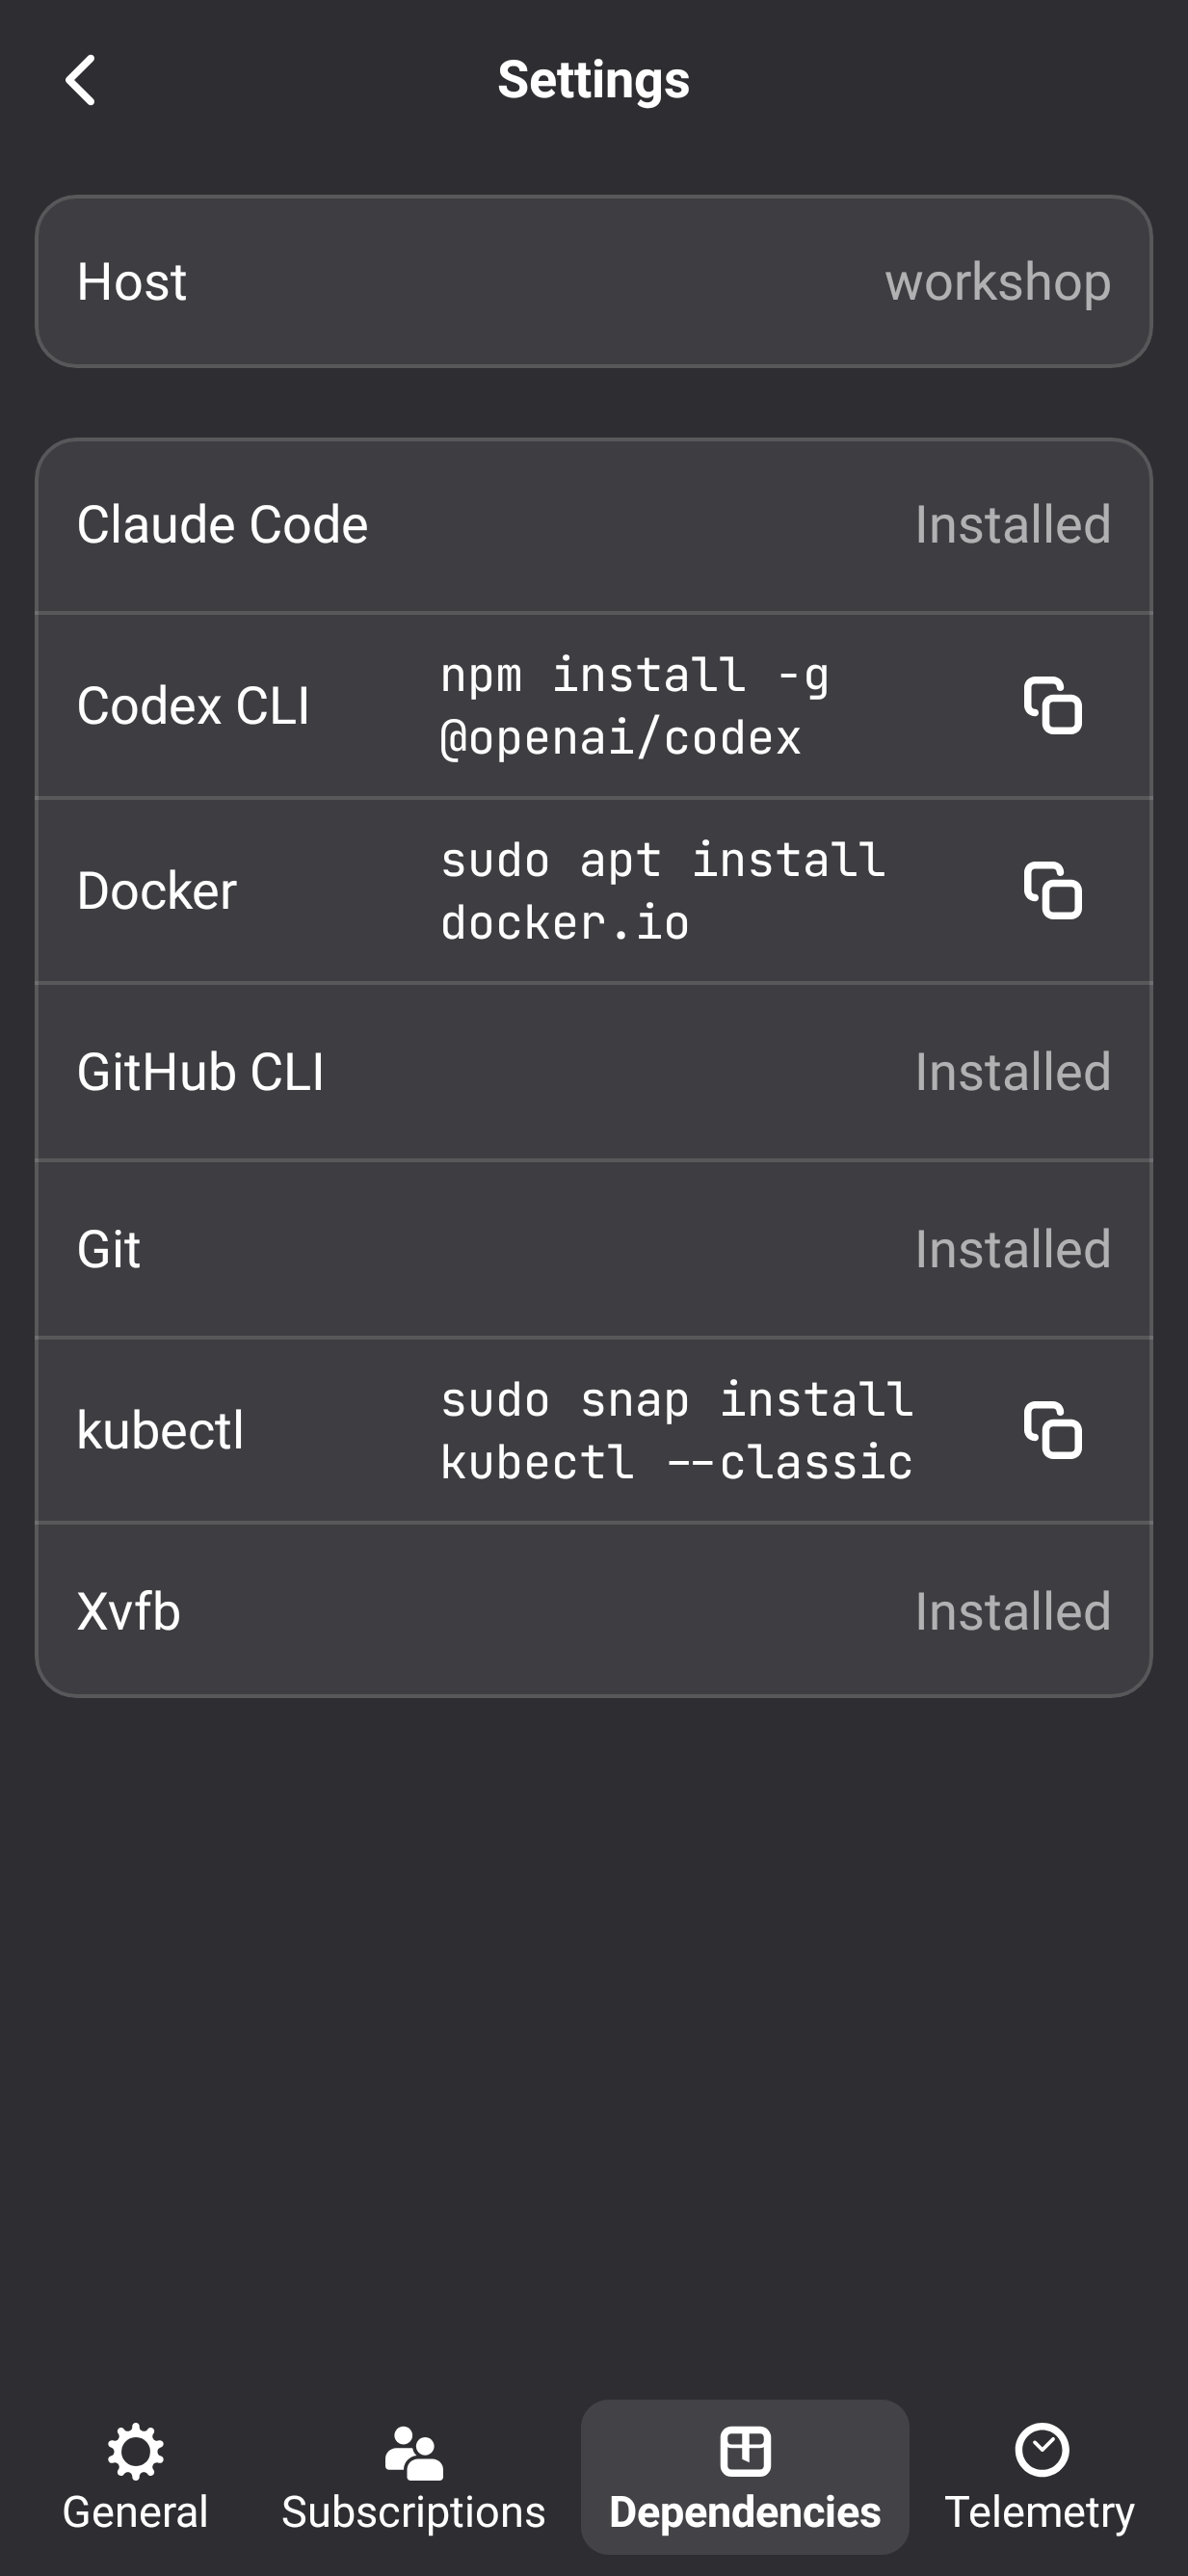 Settings
Host workshop
Claude Code Installed
Codex CLI npm install -g
@openai/codex
Docker sudo apt install
docker.io
GitHub CLI Installed
Git Installed
kubectl sudo snap install
kubectl --classic
Xvfb Installed
General Subscriptions Dependencies Telemetry